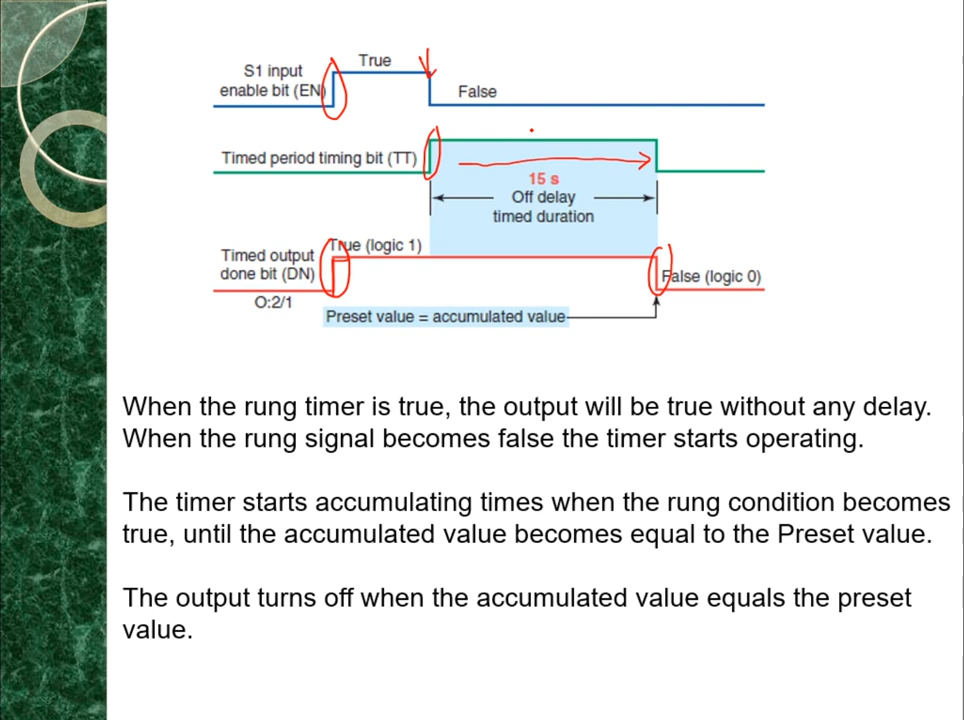 True
S1 input
enable bit (EN)
False
Timed period timing bit (TT)
15 s
Off delay
timed duration
True (logic 1)
Timed output
done bit (DN)
False (logic 0)
O:2/1
Preset value = accumulated value
When the rung timer is true, the output will be true without any delay.
When the rung signal becomes false the timer starts operating.
The timer starts accumulating times when the rung condition becomes
true, until the accumulated value becomes equal to the Preset value.
The output turns off when the accumulated value equals the preset
value.